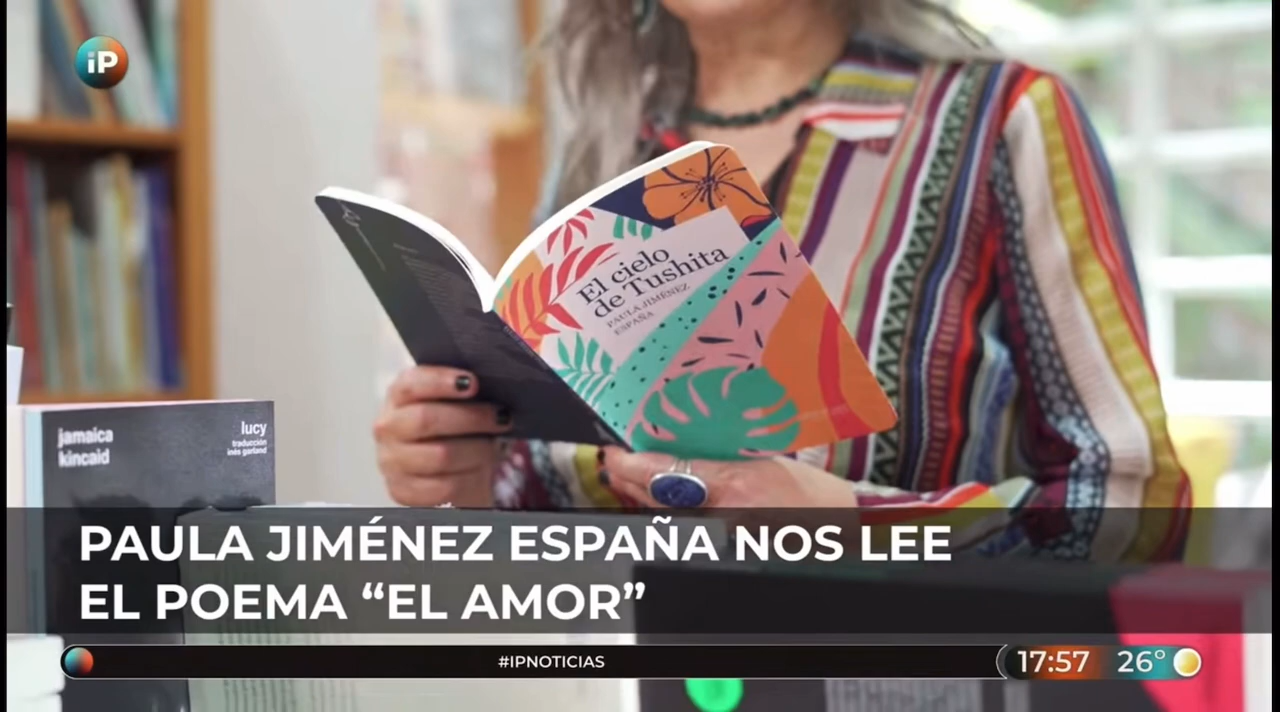 iP
El cielo
de Tushita
PAULA JIMÉNEZ
ESPAÑA
jamaica
kincaid
lucy
traducción
inés garland
PAULA JIMÉNEZ ESPAÑA NOS LEE
EL POEMA “EL AMOR”
#IPNOTICIAS
17:57 26°